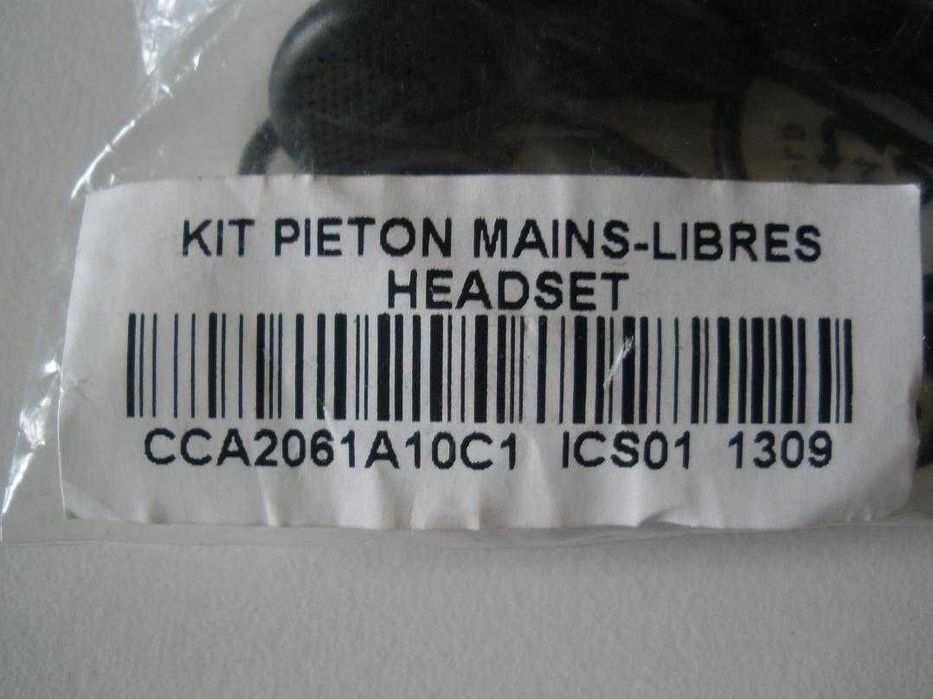 KIT PIETON MAINS-LIBRES
HEADSET
CCA2061A10C1 ICS01 1309